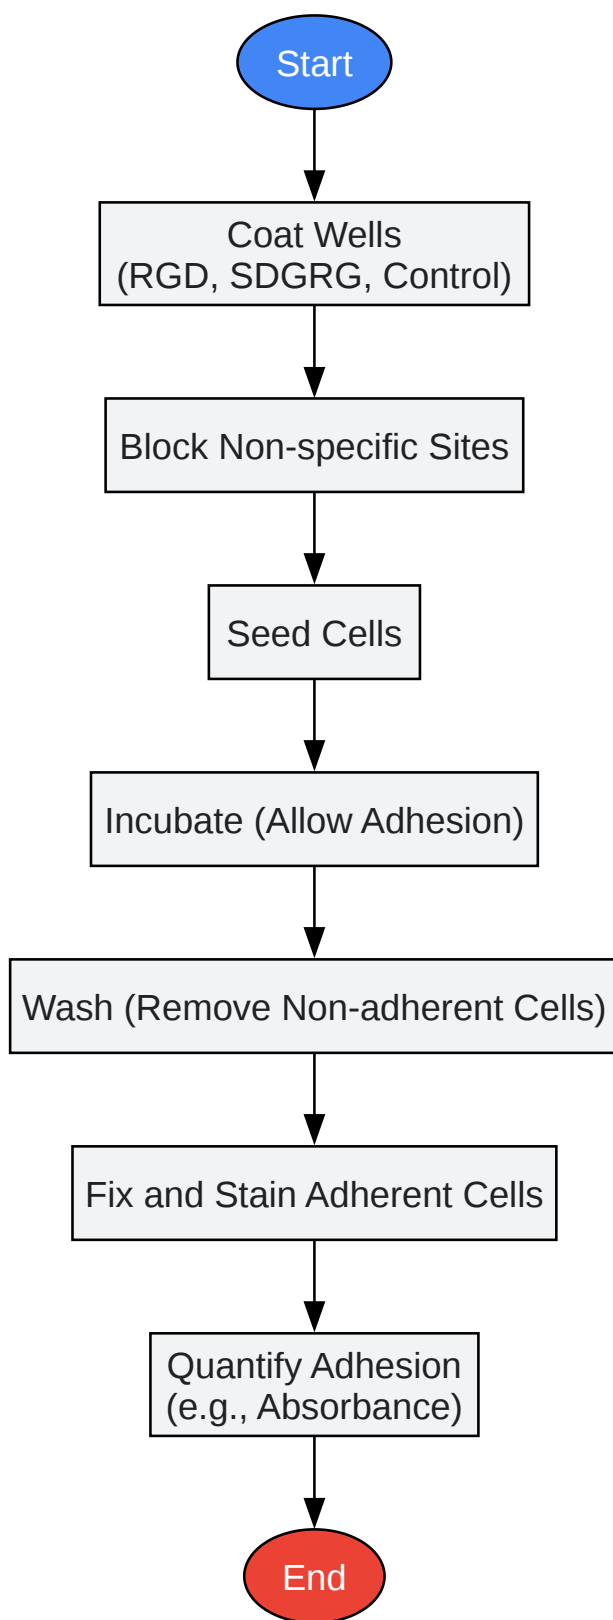 Start
Coat Wells
(RGD, SDGRG, Control)
Block Non-specific Sites
Seed Cells
Incubate (Allow Adhesion)
Wash (Remove Non-adherent Cells)
Fix and Stain Adherent Cells
Quantify Adhesion
(e.g., Absorbance)
End